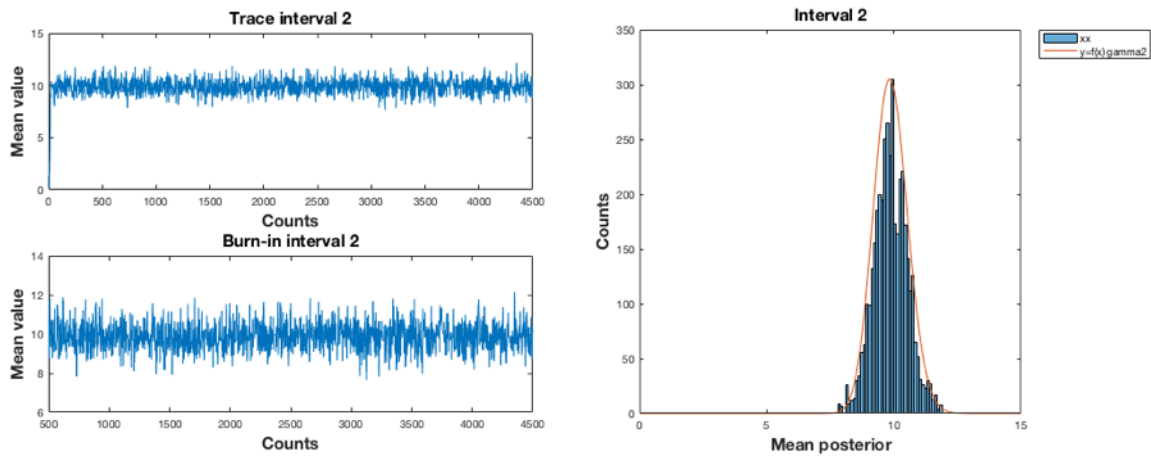 Trace interval 2
15
10
5
0
Mean value
0 500 1000 1500 2000 2500 3000 3500 4000 4500
Counts
Burn-in interval 2
14
12
10
8
6
Mean value
500 1000 1500 2000 2500 3000 3500 4000 4500
Counts
Interval 2
350
300
250
200
150
100
50
0
Counts
0 5 10 15
Mean posterior
xx
y=f(x) gamma2